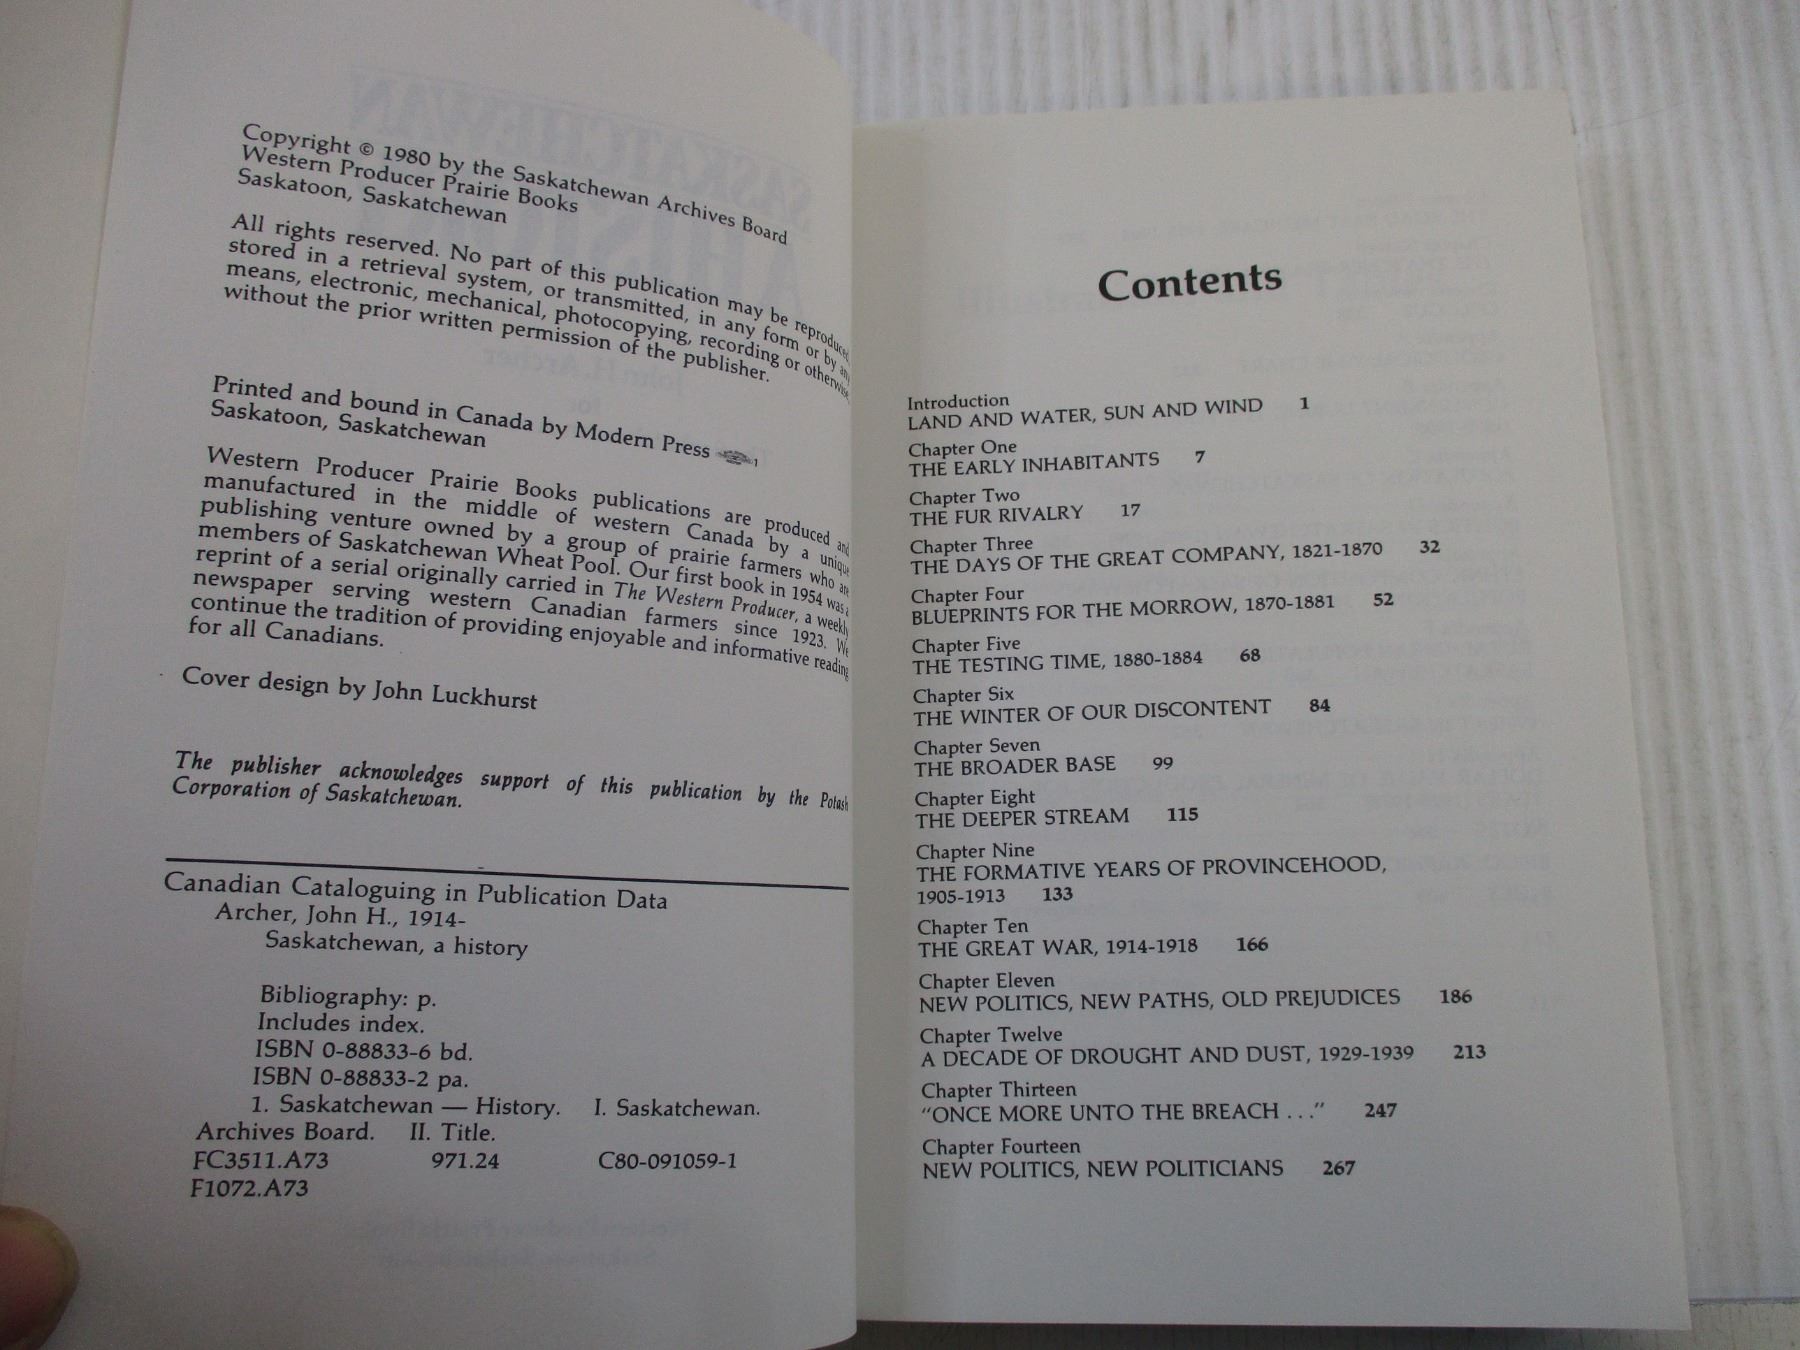 Copyright © 1980 by the Saskatchewan Archives Board
Western Producer Prairie Books
Saskatoon, Saskatchewan
All rights reserved. No part of this publication may be reproduced,
stored in a retrieval system, or transmitted, in any form or by any
means, electronic, mechanical, photocopying, recording or otherwise,
without the prior written permission of the publisher.
Printed and bound in Canada by Modern Press 1
Saskatoon, Saskatchewan
Western Producer Prairie Books publications are produced and
manufactured in the middle of western Canada by a unique
publishing venture owned by a group of prairie farmers who are
members of Saskatchewan Wheat Pool. Our first book in 1954 was a
reprint of a serial originally carried in The Western Producer, a weekly
newspaper serving western Canadian farmers since 1923. We
continue the tradition of providing enjoyable and informative reading
for all Canadians.
Cover design by John Luckhurst
The publisher acknowledges support of this publication by the Potash
Corporation of Saskatchewan.
Canadian Cataloguing in Publication Data
Archer, John H., 1914-
Saskatchewan, a history
Bibliography: p.
Includes index.
ISBN 0-88833-6 bd.
ISBN 0-88833-2 pa.
1. Saskatchewan — History. I. Saskatchewan.
Archives Board. II. Title.
FC3511.A73 971.24 C80-091059-1
F1072.A73
Contents
Introduction
LAND AND WATER, SUN AND WIND 1
Chapter One
THE EARLY INHABITANTS 7
Chapter Two
THE FUR RIVALRY 17
Chapter Three
THE DAYS OF THE GREAT COMPANY, 1821-1870 32
Chapter Four
BLUEPRINTS FOR THE MORROW, 1870-1881 52
Chapter Five
THE TESTING TIME, 1880-1884 68
Chapter Six
THE WINTER OF OUR DISCONTENT 84
Chapter Seven
THE BROADER BASE 99
Chapter Eight
THE DEEPER STREAM 115
Chapter Nine
THE FORMATIVE YEARS OF PROVINCEHOOD,
1905-1913 133
Chapter Ten
THE GREAT WAR, 1914-1918 166
Chapter Eleven
NEW POLITICS, NEW PATHS, OLD PREJUDICES 186
Chapter Twelve
A DECADE OF DROUGHT AND DUST, 1929-1939 213
Chapter Thirteen
"ONCE MORE UNTO THE BREACH . . ." 247
Chapter Fourteen
NEW POLITICS, NEW POLITICIANS 267